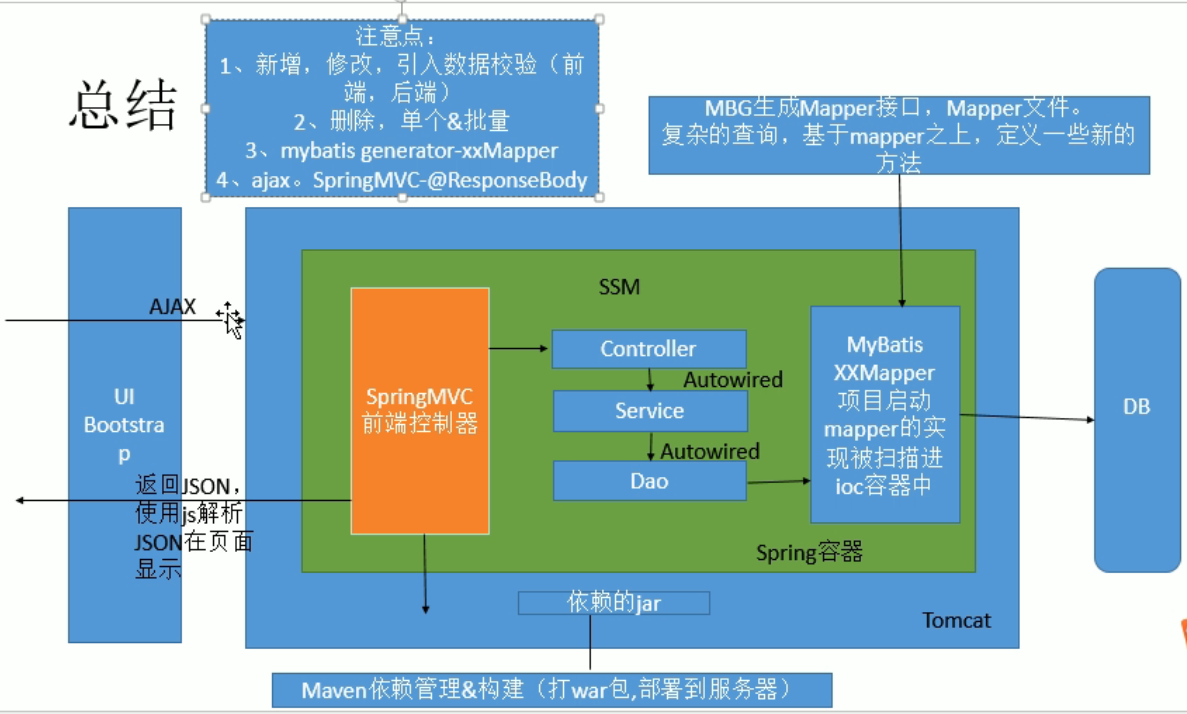 总结
注意点：
1、新增，修改，引入数据校验（前
端，后端）
2、删除，单个&批量
3、mybatis generator-xxMapper
4、ajax。SpringMVC-@ResponseBody
MBG生成Mapper接口，Mapper文件。
复杂的查询，基于mapper之上，定义一些新的
方法
AJAX
UI
Bootstra
p
返回JSON，
使用js解析
JSON在页面
显示
SSM
SpringMVC
前端控制器
Controller
Autowired
Service
Autowired
Dao
MyBatis
XXMapper
项目启动
mapper的实
现被扫描进
ioc容器中
Spring容器
DB
依赖的jar
Tomcat
Maven依赖管理&构建（打war包,部署到服务器）